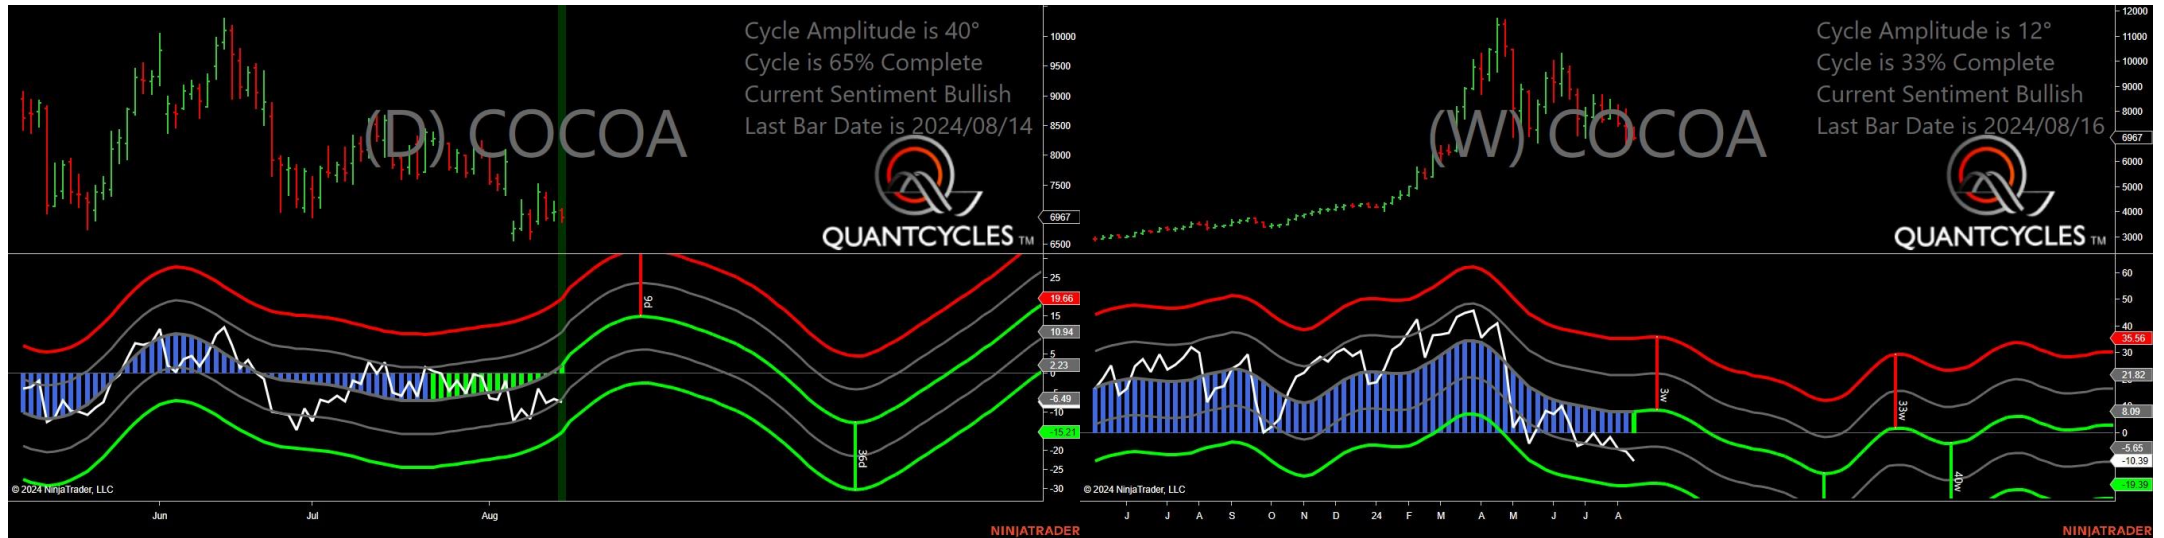 Cycle Amplitude is 40°
Cycle is 65% Complete
Current Sentiment Bullish
Last Bar Date is 2024/08/14
(D) COCOA
QUANTCYCLES TM
10000
9500
9000
8500
8000
7500
6967
6500
9d
36d
25
19.66
15
10.94
5
2.23
0
-6.49
-10
-15.21
-20
-25
-30
© 2024 NinjaTrader, LLC
Jun
Jul
Aug
NINJATRADER
Cycle Amplitude is 12°
Cycle is 33% Complete
Current Sentiment Bullish
Last Bar Date is 2024/08/16
(W) COCOA
QUANTCYCLES TM
12000
11000
10000
9000
8000
6967
6000
5000
4000
3000
3w
33w
40w
60
50
40
35.56
30
21.82
8.09
0
-5.65
-10.39
-19.39
© 2024 NinjaTrader, LLC
J J A S O N D 24 F M A M J J A
NINJATRADER